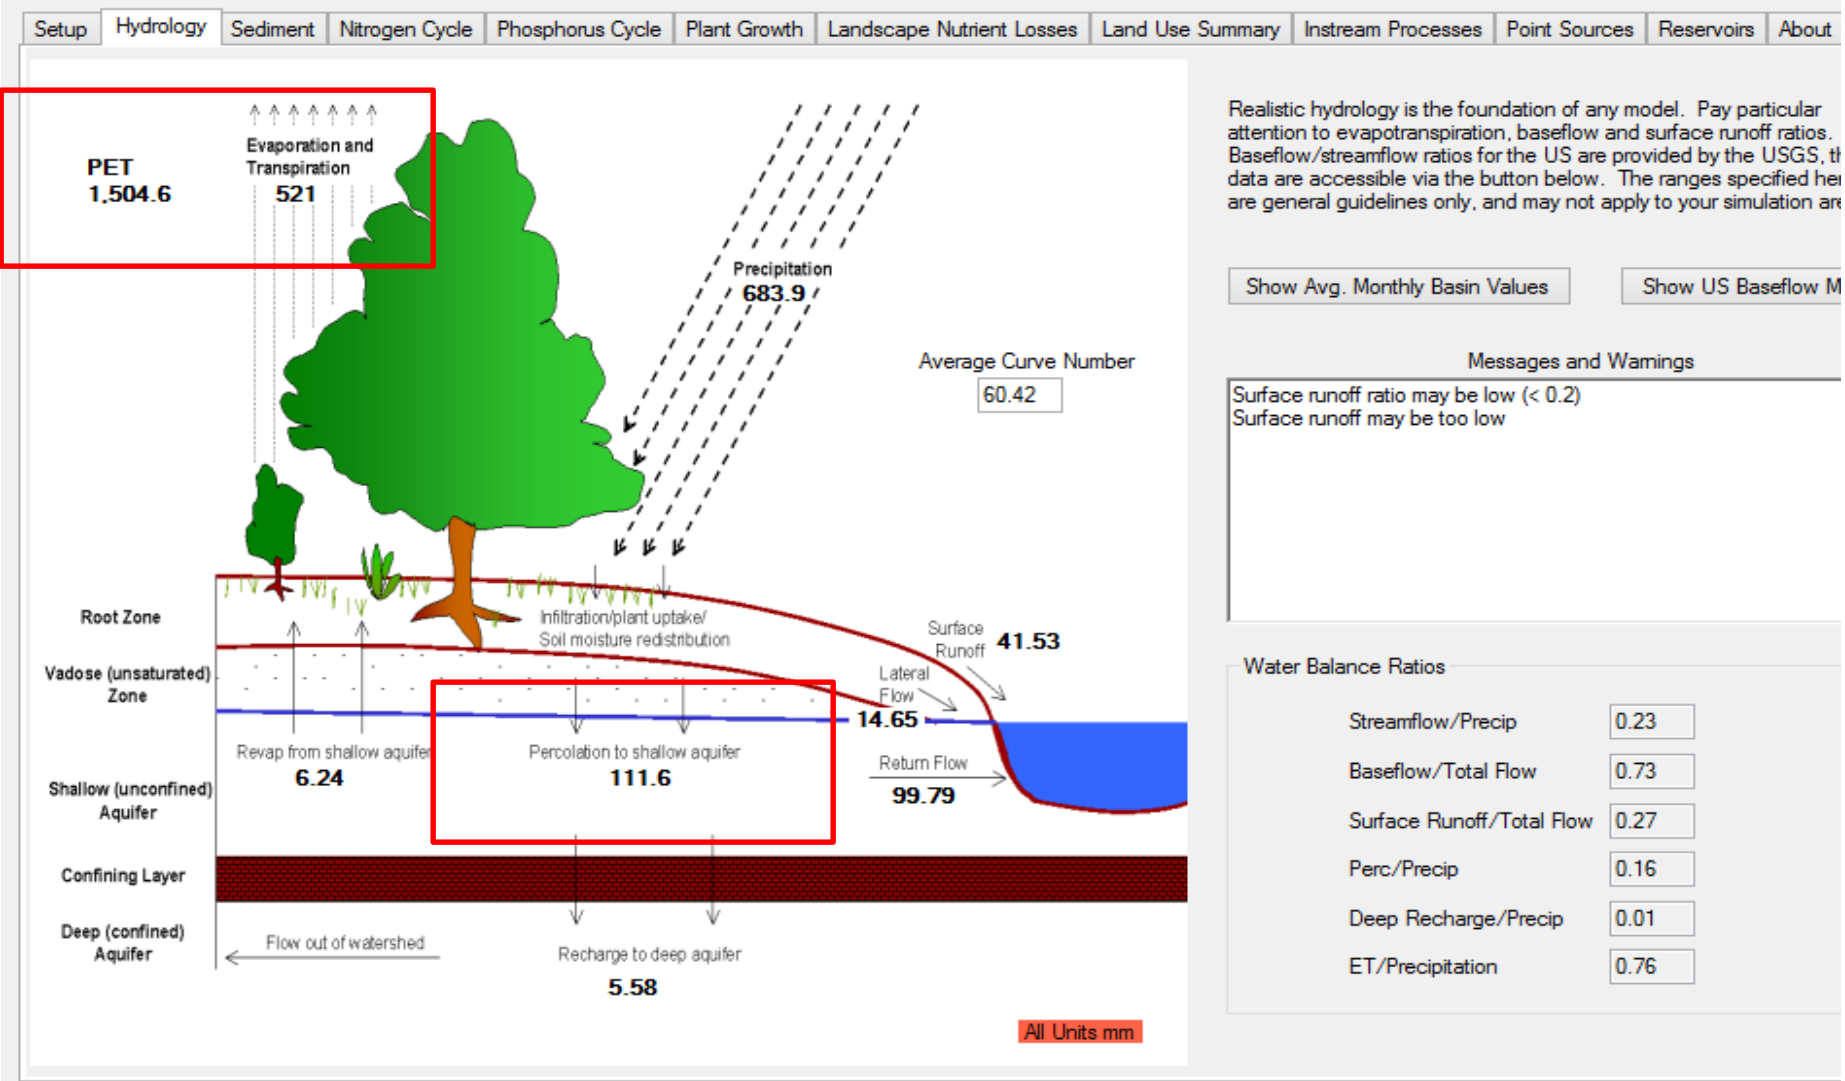 Setup Hydrology Sediment Nitrogen Cycle Phosphorus Cycle Plant Growth Landscape Nutrient Losses Land Use Summary Instream Processes Point Sources Reservoirs About
PET
1,504.6
Evaporation and
Transpiration
521
Precipitation
683.9
Average Curve Number
60.42
Root Zone
Vadose (unsaturated)
Zone
Shallow (unconfined)
Aquifer
Confining Layer
Deep (confined)
Aquifer
Infiltration/plant uptake/
Soil moisture redistribution
Surface
Runoff
41.53
Lateral
Flow
14.65
Revap from shallow aquifer
6.24
Percolation to shallow aquifer
111.6
Return Flow
99.79
Flow out of watershed
Recharge to deep aquifer
5.58
All Units mm
Realistic hydrology is the foundation of any model. Pay particular
attention to evapotranspiration, baseflow and surface runoff ratios.
Baseflow/streamflow ratios for the US are provided by the USGS,
data are accessible via the button below. The ranges specified
are general guidelines only, and may not apply to your simulation
Show Avg. Monthly Basin Values
Show US Baseflow
Messages and Warnings
Surface runoff ratio may be low (< 0.2)
Surface runoff may be too low
Water Balance Ratios
Streamflow/Precip 0.23
Baseflow/Total Flow 0.73
Surface Runoff/Total Flow 0.27
Perc/Precip 0.16
Deep Recharge/Precip 0.01
ET/Precipitation 0.76